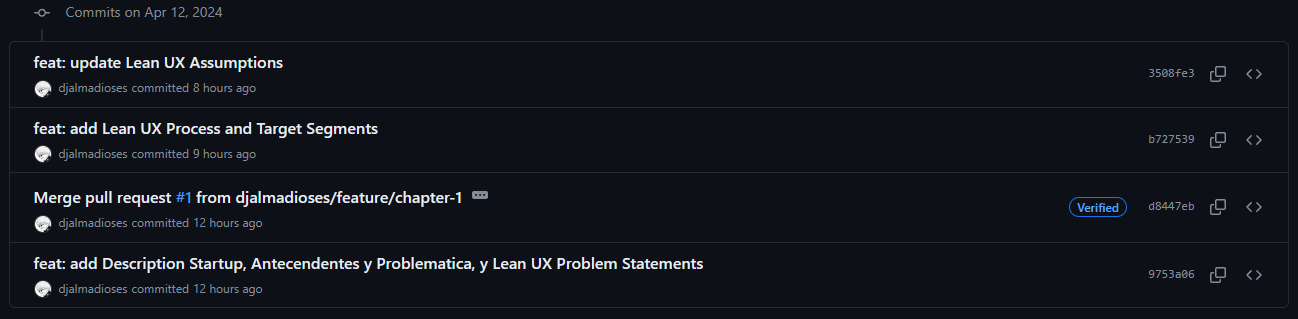 Commits on Apr 12, 2024
feat: update Lean UX Assumptions
djalmadioses committed 8 hours ago
3508fe3
feat: add Lean UX Process and Target Segments
djalmadioses committed 9 hours ago
b727539
Merge pull request #1 from djalmadioses/feature/chapter-1
djalmadioses committed 12 hours ago
Verified
d8447eb
feat: add Description Startup, Antecendentes y Problematica, y Lean UX Problem Statements
djalmadioses committed 12 hours ago
9753a06